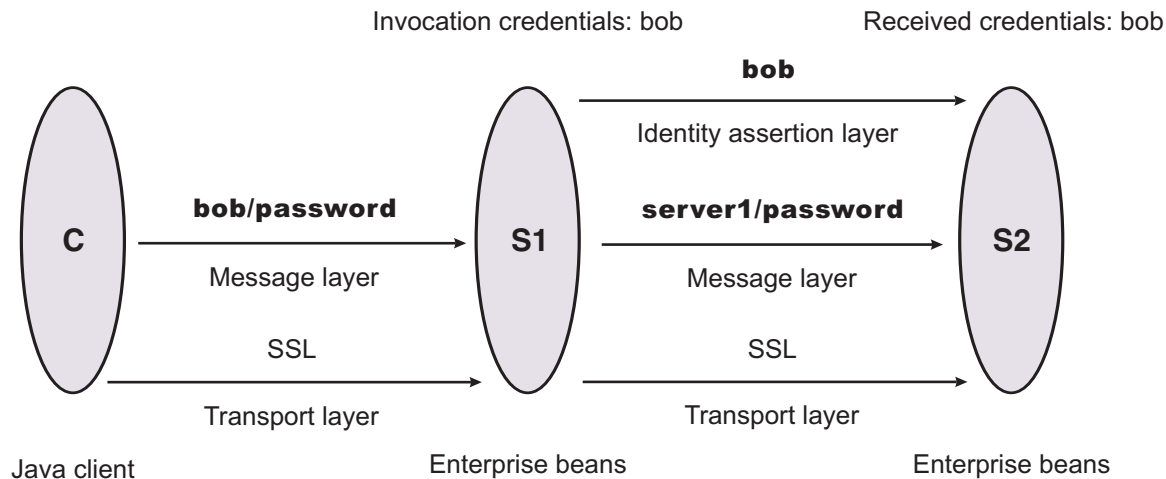 Invocation credentials: bob
Received credentials: bob
bob
Identity assertion layer
bob/password
server1/password
C
S1
S2
Message layer
Message layer
SSL
SSL
Transport layer
Transport layer
Java client
Enterprise beans
Enterprise beans